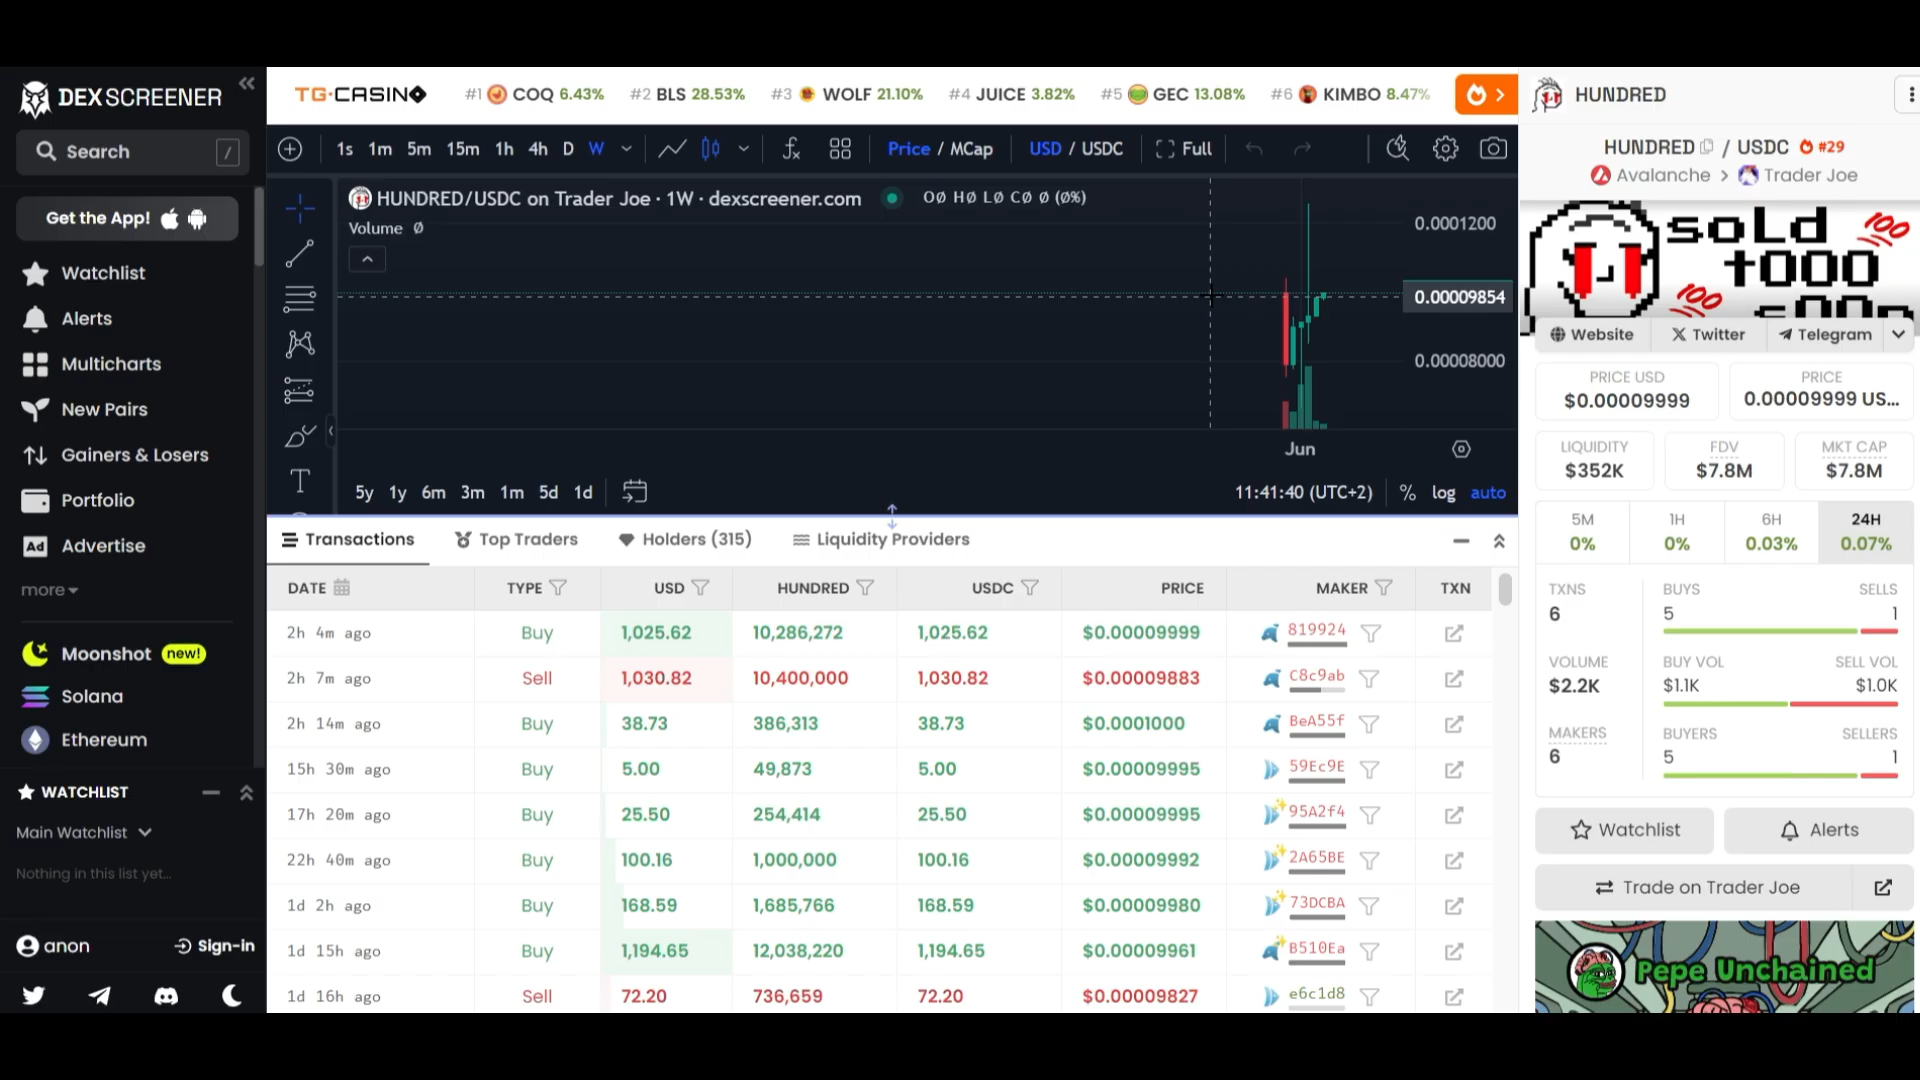 DEX SCREENER
Search /
Get the App!
Watchlist
Alerts
Multicharts
New Pairs
Gainers & Losers
Portfolio
Ad Advertise
more
Moonshot new!
Solana
Ethereum
WATCHLIST
Main Watchlist
Nothing in this list yet...
anon Sign-in
TG.CASINO #1 COQ 6.43% #2 BLS 28.53% #3 WOLF 21.10% #4 JUICE 3.82% #5 GEC 13.08% #6 KIMBO 8.47%
1s 1m 5m 15m 1h 4h D W Price / MCap USD / USDC Full
HUNDRED/USDC on Trader Joe · 1W · dexscreener.com OØ HØ LØ CØ Ø (Ø%)
Volume Ø
0.0001200
0.00009854
0.00008000
Jun
5y 1y 6m 3m 1m 5d 1d 11:41:40 (UTC+2) % log auto
Transactions Top Traders Holders (315) Liquidity Providers
DATE TYPE USD HUNDRED USDC PRICE MAKER TXN
2h 4m ago Buy 1,025.62 10,286,272 1,025.62 $0.00009999 819924
2h 7m ago Sell 1,030.82 10,400,000 1,030.82 $0.00009883 C8c9ab
2h 14m ago Buy 38.73 386,313 38.73 $0.0001000 BeA55f
15h 30m ago Buy 5.00 49,873 5.00 $0.00009995 59Ec9E
17h 20m ago Buy 25.50 254,414 25.50 $0.00009995 95A2f4
22h 40m ago Buy 100.16 1,000,000 100.16 $0.00009992 2A65BE
1d 2h ago Buy 168.59 1,685,766 168.59 $0.00009980 73DCBA
1d 15h ago Buy 1,194.65 12,038,220 1,194.65 $0.00009961 B510Ea
1d 16h ago Sell 72.20 736,659 72.20 $0.00009827 e6c1d8
HUNDRED
HUNDRED / USDC #29
Avalanche > Trader Joe
sold 100
tooo
100 soon
Website Twitter Telegram
PRICE USD PRICE
$0.00009999 0.00009999 US...
LIQUIDITY FDV MKT CAP
$352K $7.8M $7.8M
5M 1H 6H 24H
0% 0% 0.03% 0.07%
TXNS BUYS SELLS
6 5 1
VOLUME BUY VOL SELL VOL
$2.2K $1.1K $1.0K
MAKERS BUYERS SELLERS
6 5 1
Watchlist Alerts
Trade on Trader Joe
Pepe Unchained